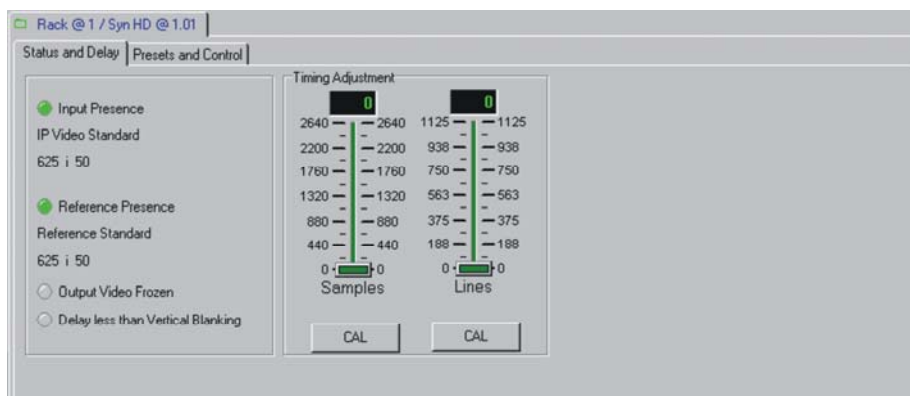 Rack @ 1 / Syn HD @ 1.01
Status and Delay
Presets and Control
Input Presence
IP Video Standard
625 i 50
Reference Presence
Reference Standard
625 i 50
Output Video Frozen
Delay less than Vertical Blanking
Timing Adjustment
0 0
2640 2640 1125 1125
2200 2200 938 938
1760 1760 750 750
1320 1320 563 563
880 880 375 375
440 440 188 188
0 0 0 0
Samples Lines
CAL CAL